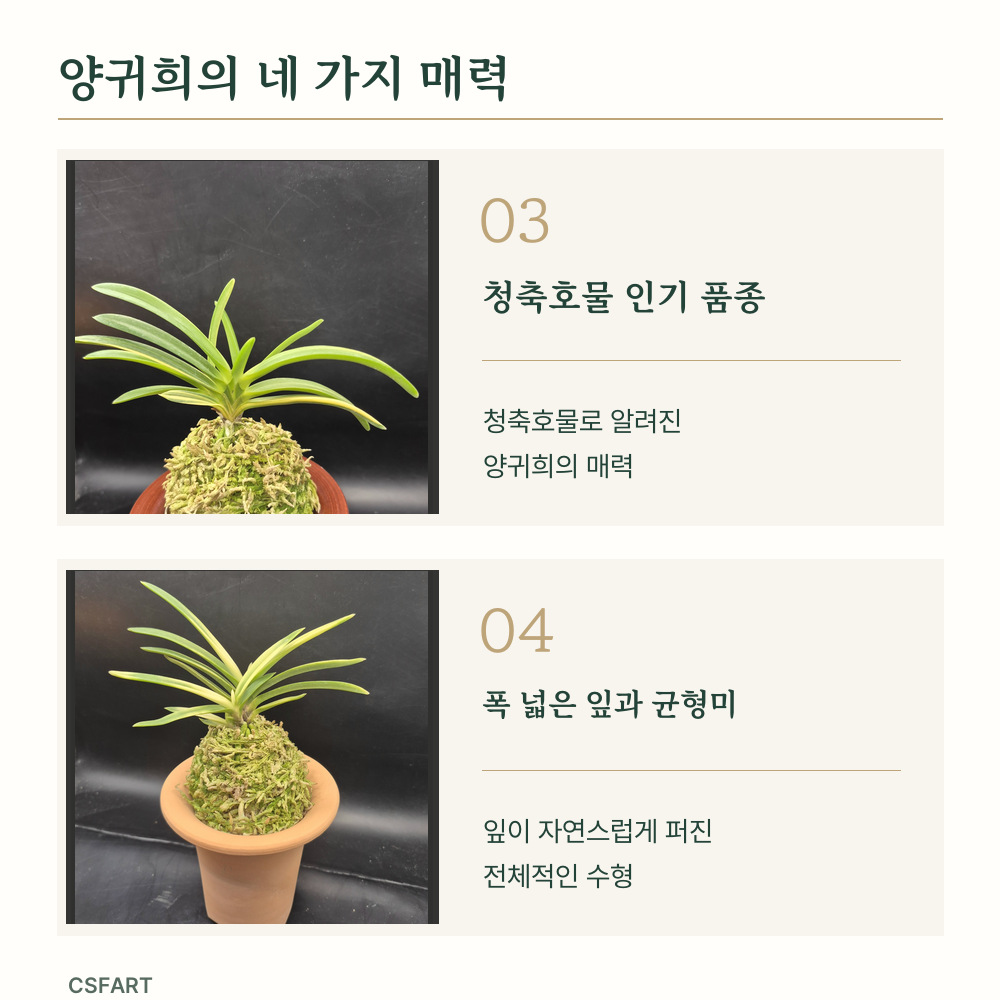 양귀희의 네 가지 매력
03
청축호물 인기 품종
청축호물로 알려진
양귀희의 매력
04
폭 넓은 잎과 균형미
잎이 자연스럽게 퍼진
전체적인 수형
CSFART